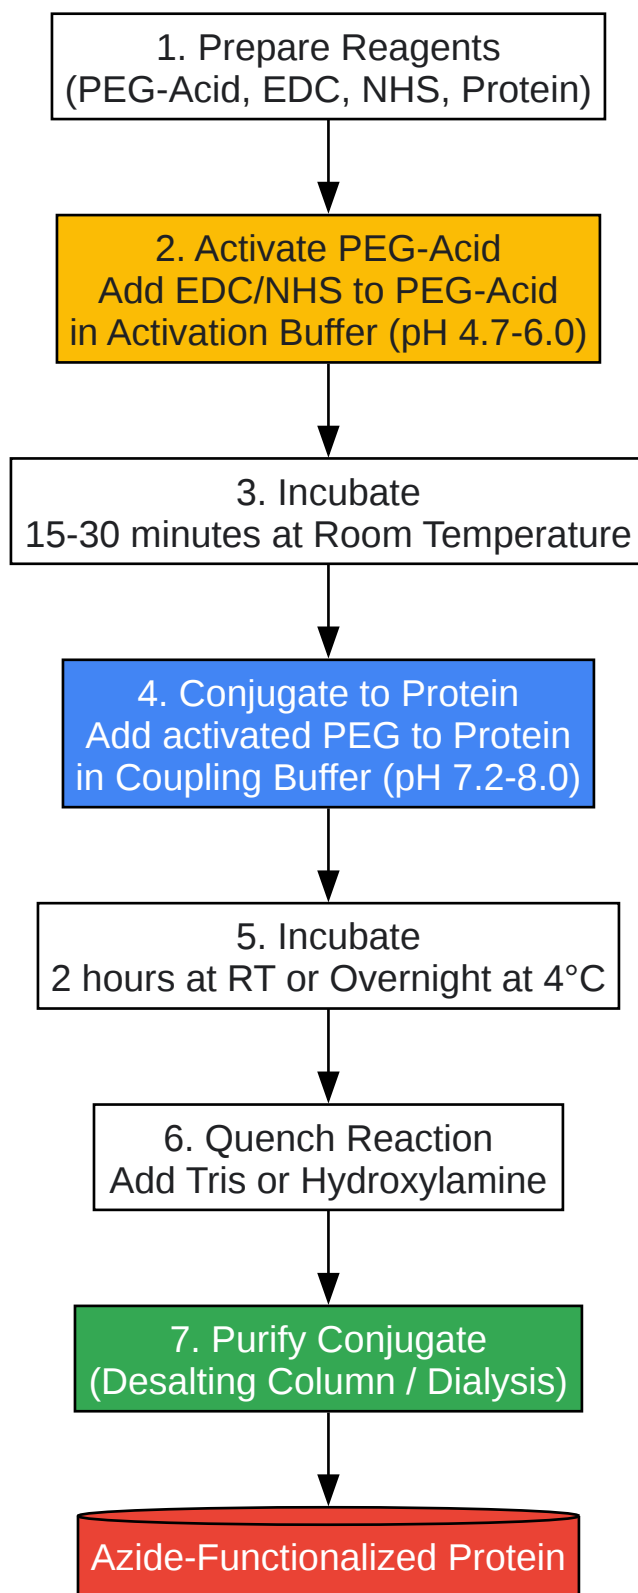 1. Prepare Reagents
(PEG-Acid, EDC, NHS, Protein)
2. Activate PEG-Acid
Add EDC/NHS to PEG-Acid
in Activation Buffer (pH 4.7-6.0)
3. Incubate
15-30 minutes at Room Temperature
4. Conjugate to Protein
Add activated PEG to Protein
in Coupling Buffer (pH 7.2-8.0)
5. Incubate
2 hours at RT or Overnight at 4°C
6. Quench Reaction
Add Tris or Hydroxylamine
7. Purify Conjugate
(Desalting Column / Dialysis)
Azide-Functionalized Protein